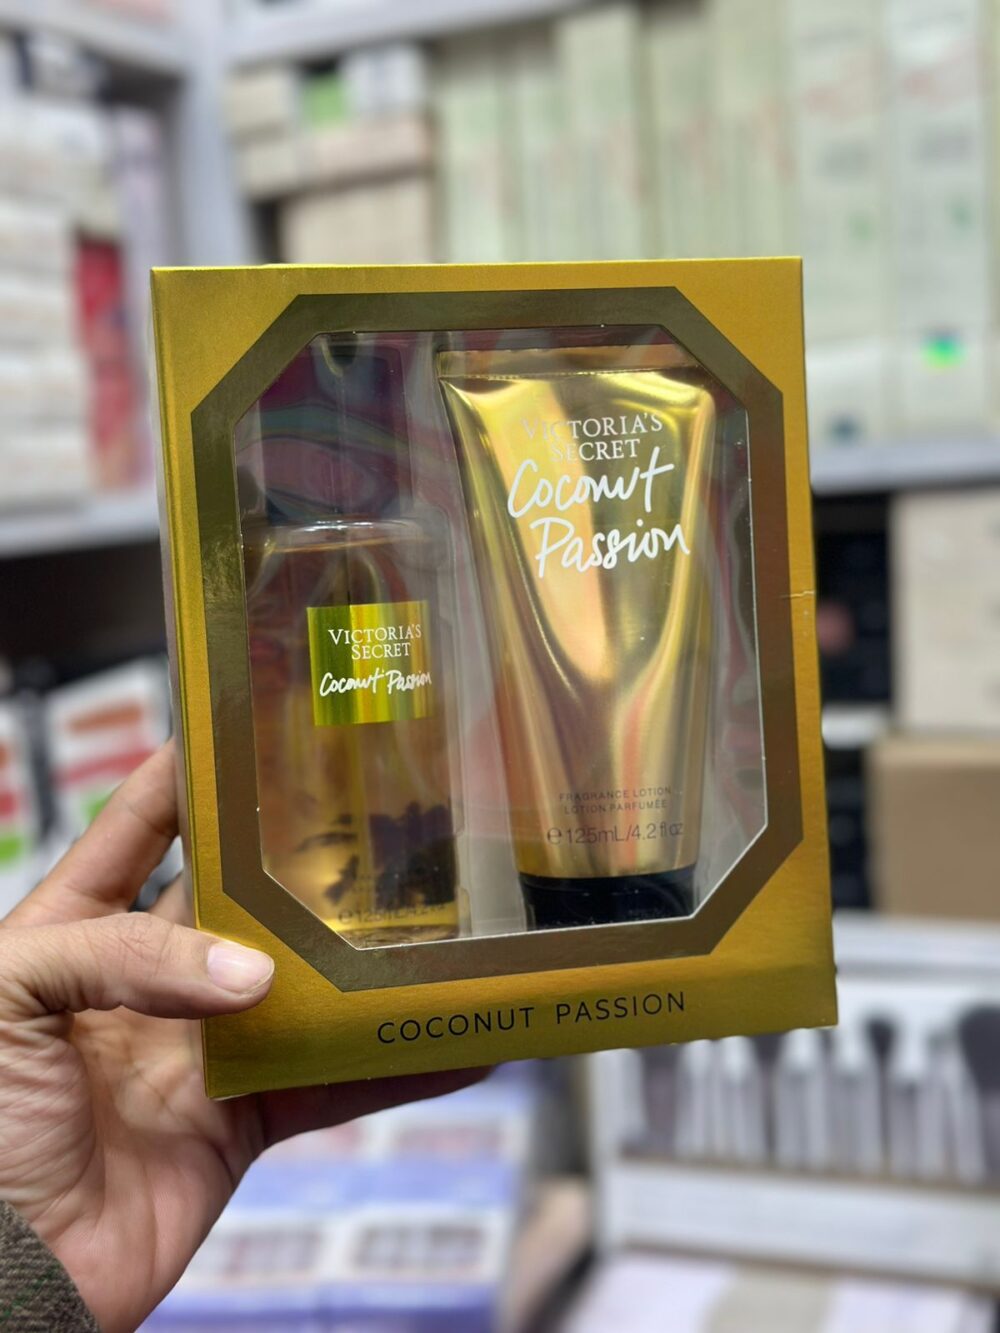 VICTORIA'S
SECRET
Coconut
Passion
FRAGRANCE LOTION
LOTION PARFUMÉE
℮125mL/4.2 fl oz
VICTORIA'S
SECRET
Coconut Passion
COCONUT PASSION